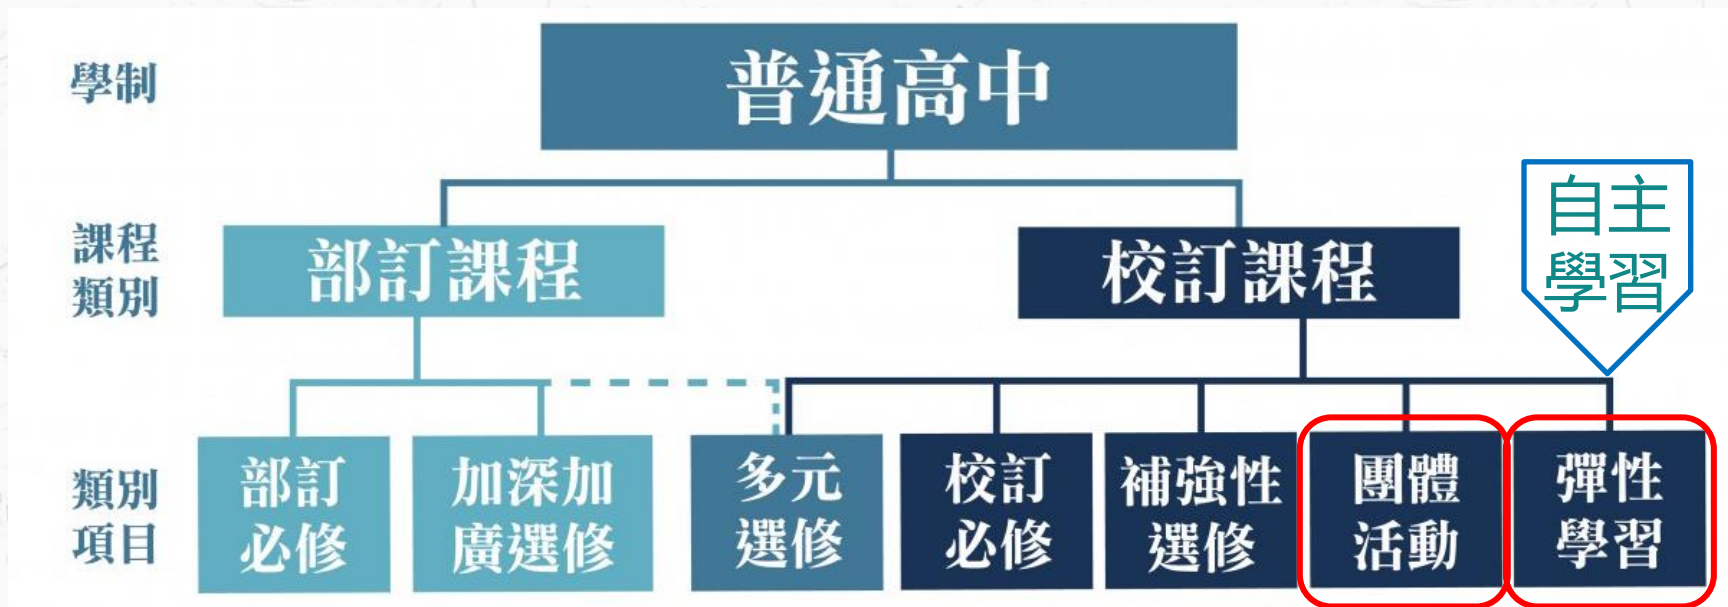 學制
普通高中
自主
學習
課程
類別
部訂課程
校訂課程
類別
項目
部訂
必修
加深加
廣選修
多元
選修
校訂
必修
補強性
選修
團體
活動
彈性
學習